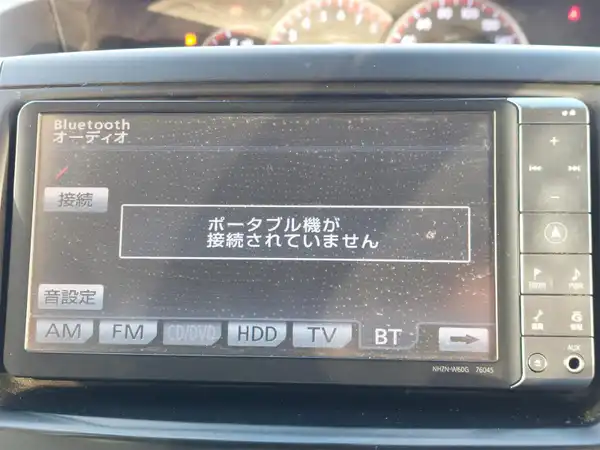 Bluetooth
オーディオ
接続
ポータブル機が
接続されていません
音設定
AM FM CD/DVD HDD TV BT
NHZN-W60G 76045
AUX